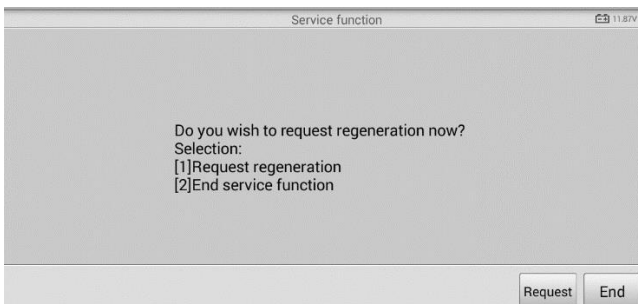 Service function
11.87V
Do you wish to request regeneration now?
Selection:
[1]Request regeneration
[2]End service function
Request
End